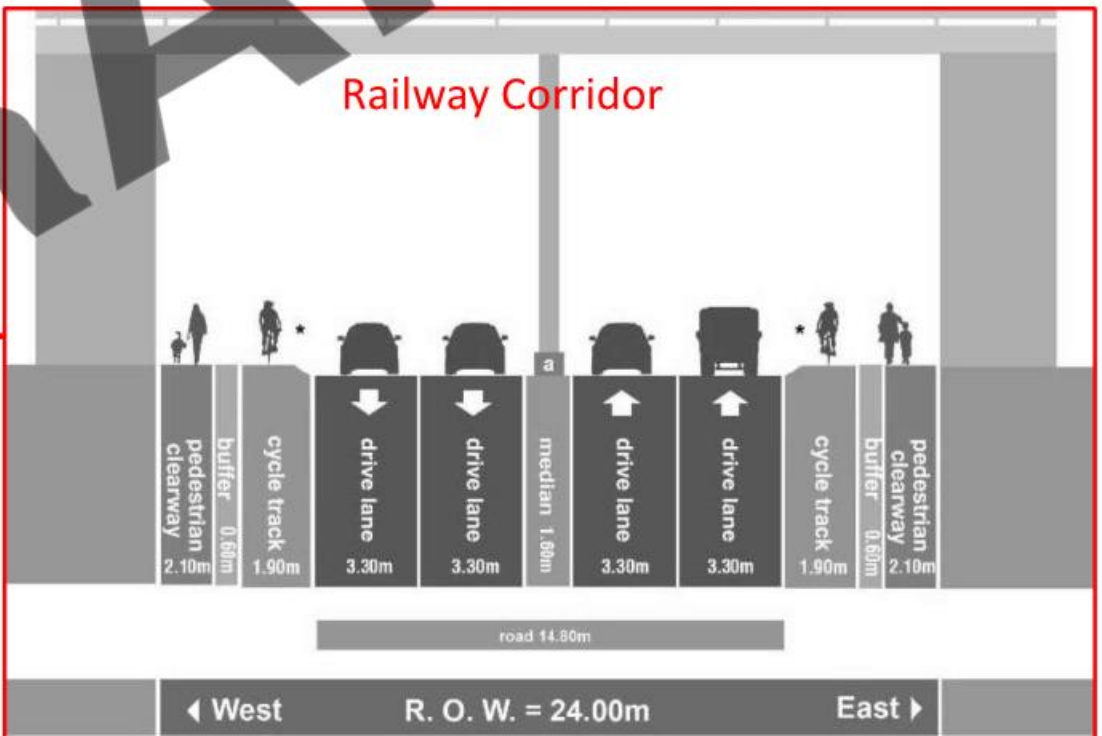 Railway Corridor
*
*
a
pedestrian
clearway
2.10m
buffer 0.60m
cycle track
1.90m
drive lane
3.30m
drive lane
3.30m
median 1.60m
drive lane
3.30m
drive lane
3.30m
cycle track
1.90m
buffer 0.60m
pedestrian
clearway
2.10m
road 14.80m
West
R. O. W. = 24.00m
East